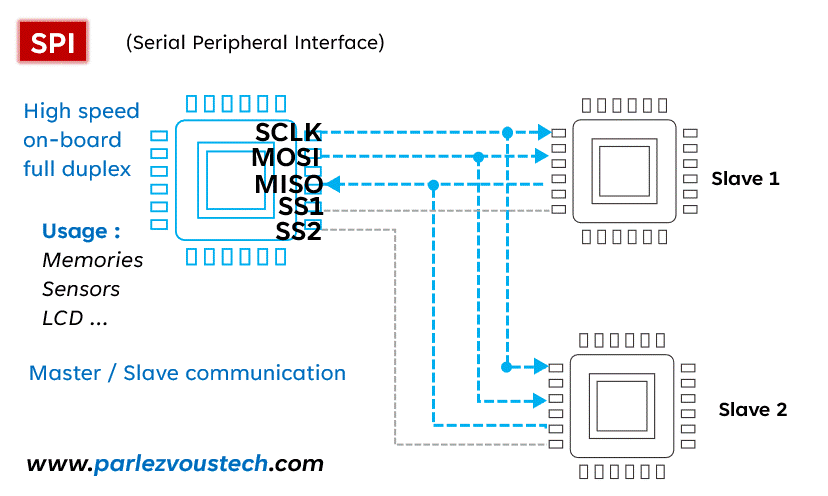 SPI
(Serial Peripheral Interface)
High speed
on-board
full duplex
SCLK
MOSI
MISO
SS1
SS2
Slave 1
Usage :
Memories
Sensors
LCD ...
Master / Slave communication
Slave 2
www.parlezvoustech.com